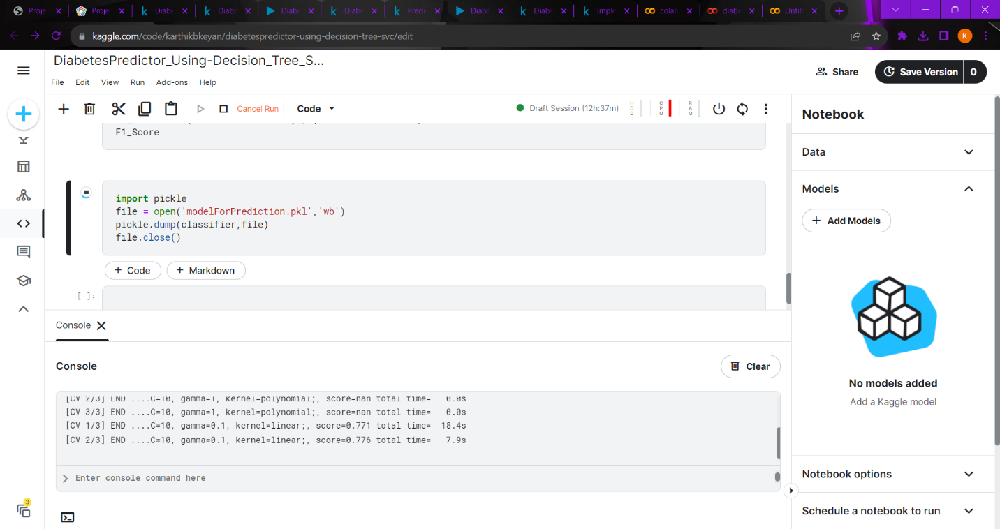 Proje
Proje
Diabe
Diabe
Diabe
Diabe
Predi
Diabe
Diabe
Imple
colab
diabe
Untit
kaggle.com/code/karthikbkeyan/diabetespredictor-using-decision-tree-svc/edit
K
DiabetesPredictor_Using-Decision_Tree_S...
File Edit View Run Add-ons Help
Share
Save Version 0
Cancel Run
Code
Draft Session (12h:37m)
HDD
CPU
RAM
F1_Score
import pickle
file = open('modelForPrediction.pkl','wb')
pickle.dump(classifier,file)
file.close()
+ Code
+ Markdown
[ ]:
Console
Console
Clear
[CV 2/3] END ....C=10, gamma=1, kernel=polynomial;, score=nan total time=   0.0s
[CV 3/3] END ....C=10, gamma=1, kernel=polynomial;, score=nan total time=   0.0s
[CV 1/3] END ....C=10, gamma=0.1, kernel=linear;, score=0.771 total time=  18.4s
[CV 2/3] END ....C=10, gamma=0.1, kernel=linear;, score=0.776 total time=   7.9s
Enter console command here
3
Notebook
Data
Models
+ Add Models
No models added
Add a Kaggle model
Notebook options
Schedule a notebook to run